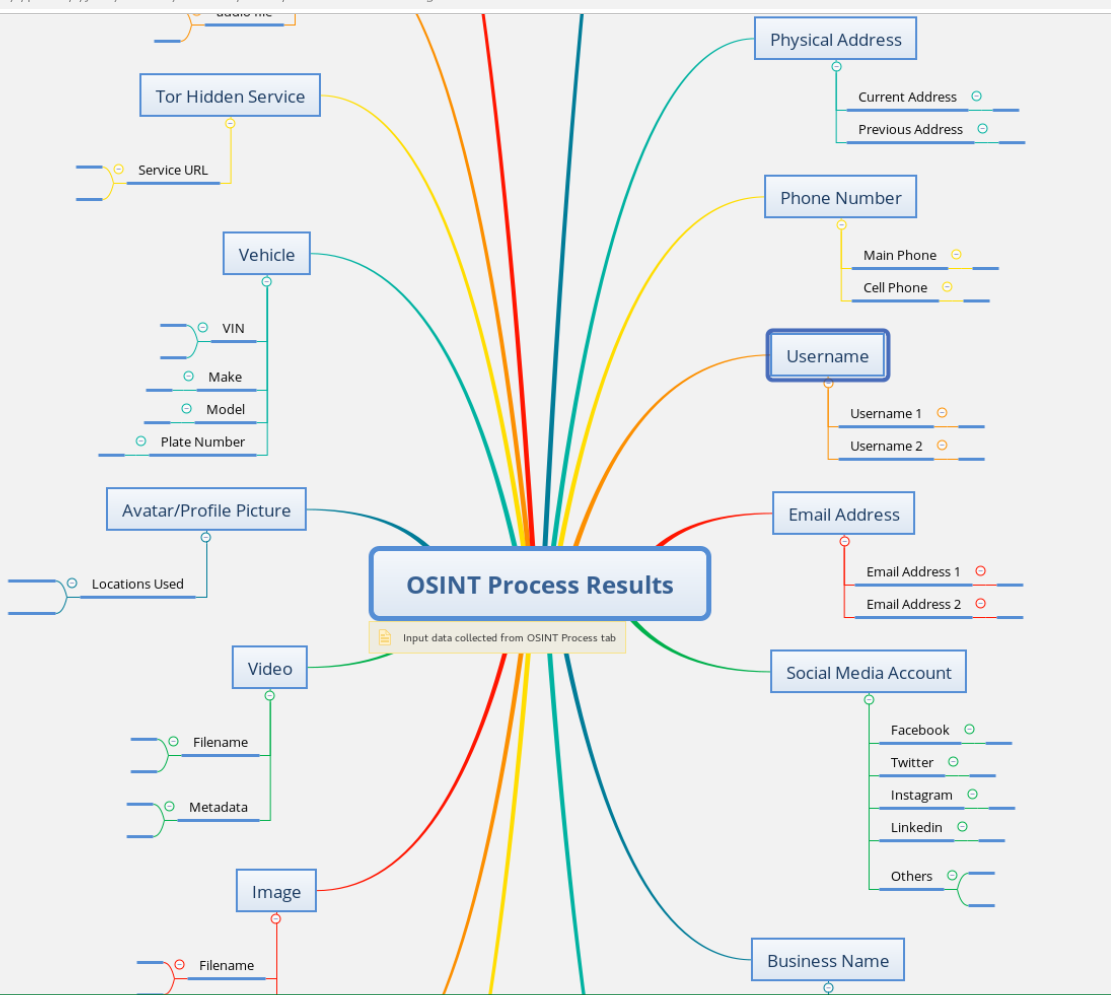 audio file
Tor Hidden Service
Service URL
Vehicle
VIN
Make
Model
Plate Number
Avatar/Profile Picture
Locations Used
Video
Filename
Metadata
Image
Filename
OSINT Process Results
Input data collected from OSINT Process tab
Physical Address
Current Address
Previous Address
Phone Number
Main Phone
Cell Phone
Username
Username 1
Username 2
Email Address
Email Address 1
Email Address 2
Social Media Account
Facebook
Twitter
Instagram
Linkedin
Others
Business Name